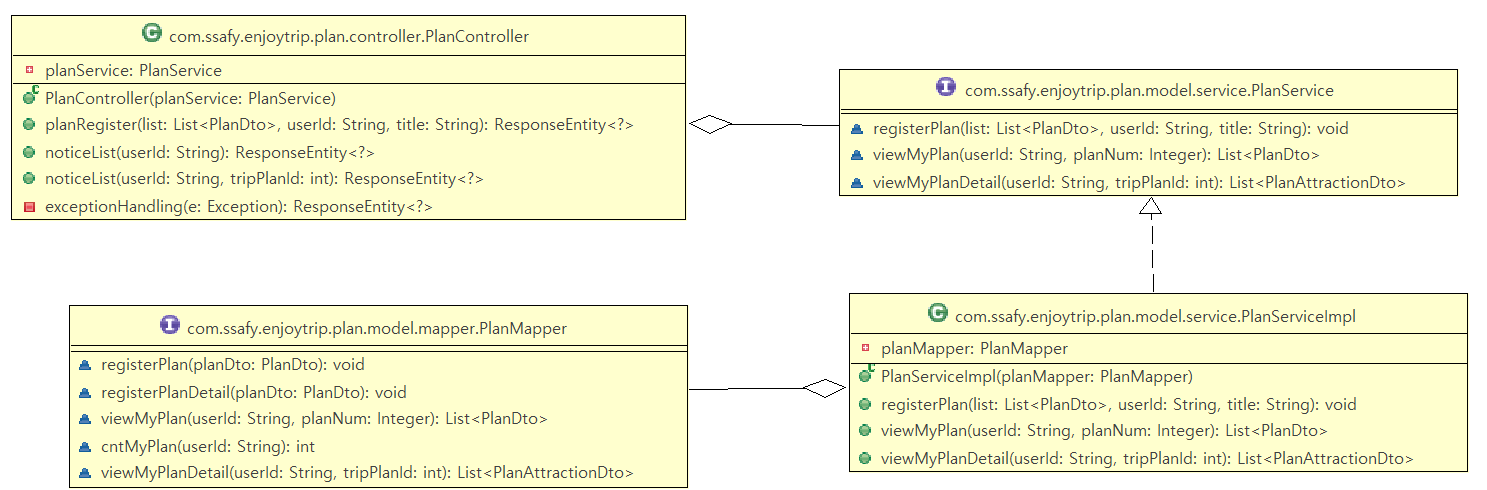 C com.ssafy.enjoytrip.plan.controller.PlanController
planService: PlanService
C PlanController(planService: PlanService)
planRegister(list: List<PlanDto>, userId: String, title: String): ResponseEntity<?>
noticeList(userId: String): ResponseEntity<?>
noticeList(userId: String, tripPlanId: int): ResponseEntity<?>
exceptionHandling(e: Exception): ResponseEntity<?>
I com.ssafy.enjoytrip.plan.model.service.PlanService
registerPlan(list: List<PlanDto>, userId: String, title: String): void
viewMyPlan(userId: String, planNum: Integer): List<PlanDto>
viewMyPlanDetail(userId: String, tripPlanId: int): List<PlanAttractionDto>
I com.ssafy.enjoytrip.plan.model.mapper.PlanMapper
registerPlan(planDto: PlanDto): void
registerPlanDetail(planDto: PlanDto): void
viewMyPlan(userId: String, planNum: Integer): List<PlanDto>
cntMyPlan(userId: String): int
viewMyPlanDetail(userId: String, tripPlanId: int): List<PlanAttractionDto>
C com.ssafy.enjoytrip.plan.model.service.PlanServiceImpl
planMapper: PlanMapper
C PlanServiceImpl(planMapper: PlanMapper)
registerPlan(list: List<PlanDto>, userId: String, title: String): void
viewMyPlan(userId: String, planNum: Integer): List<PlanDto>
viewMyPlanDetail(userId: String, tripPlanId: int): List<PlanAttractionDto>